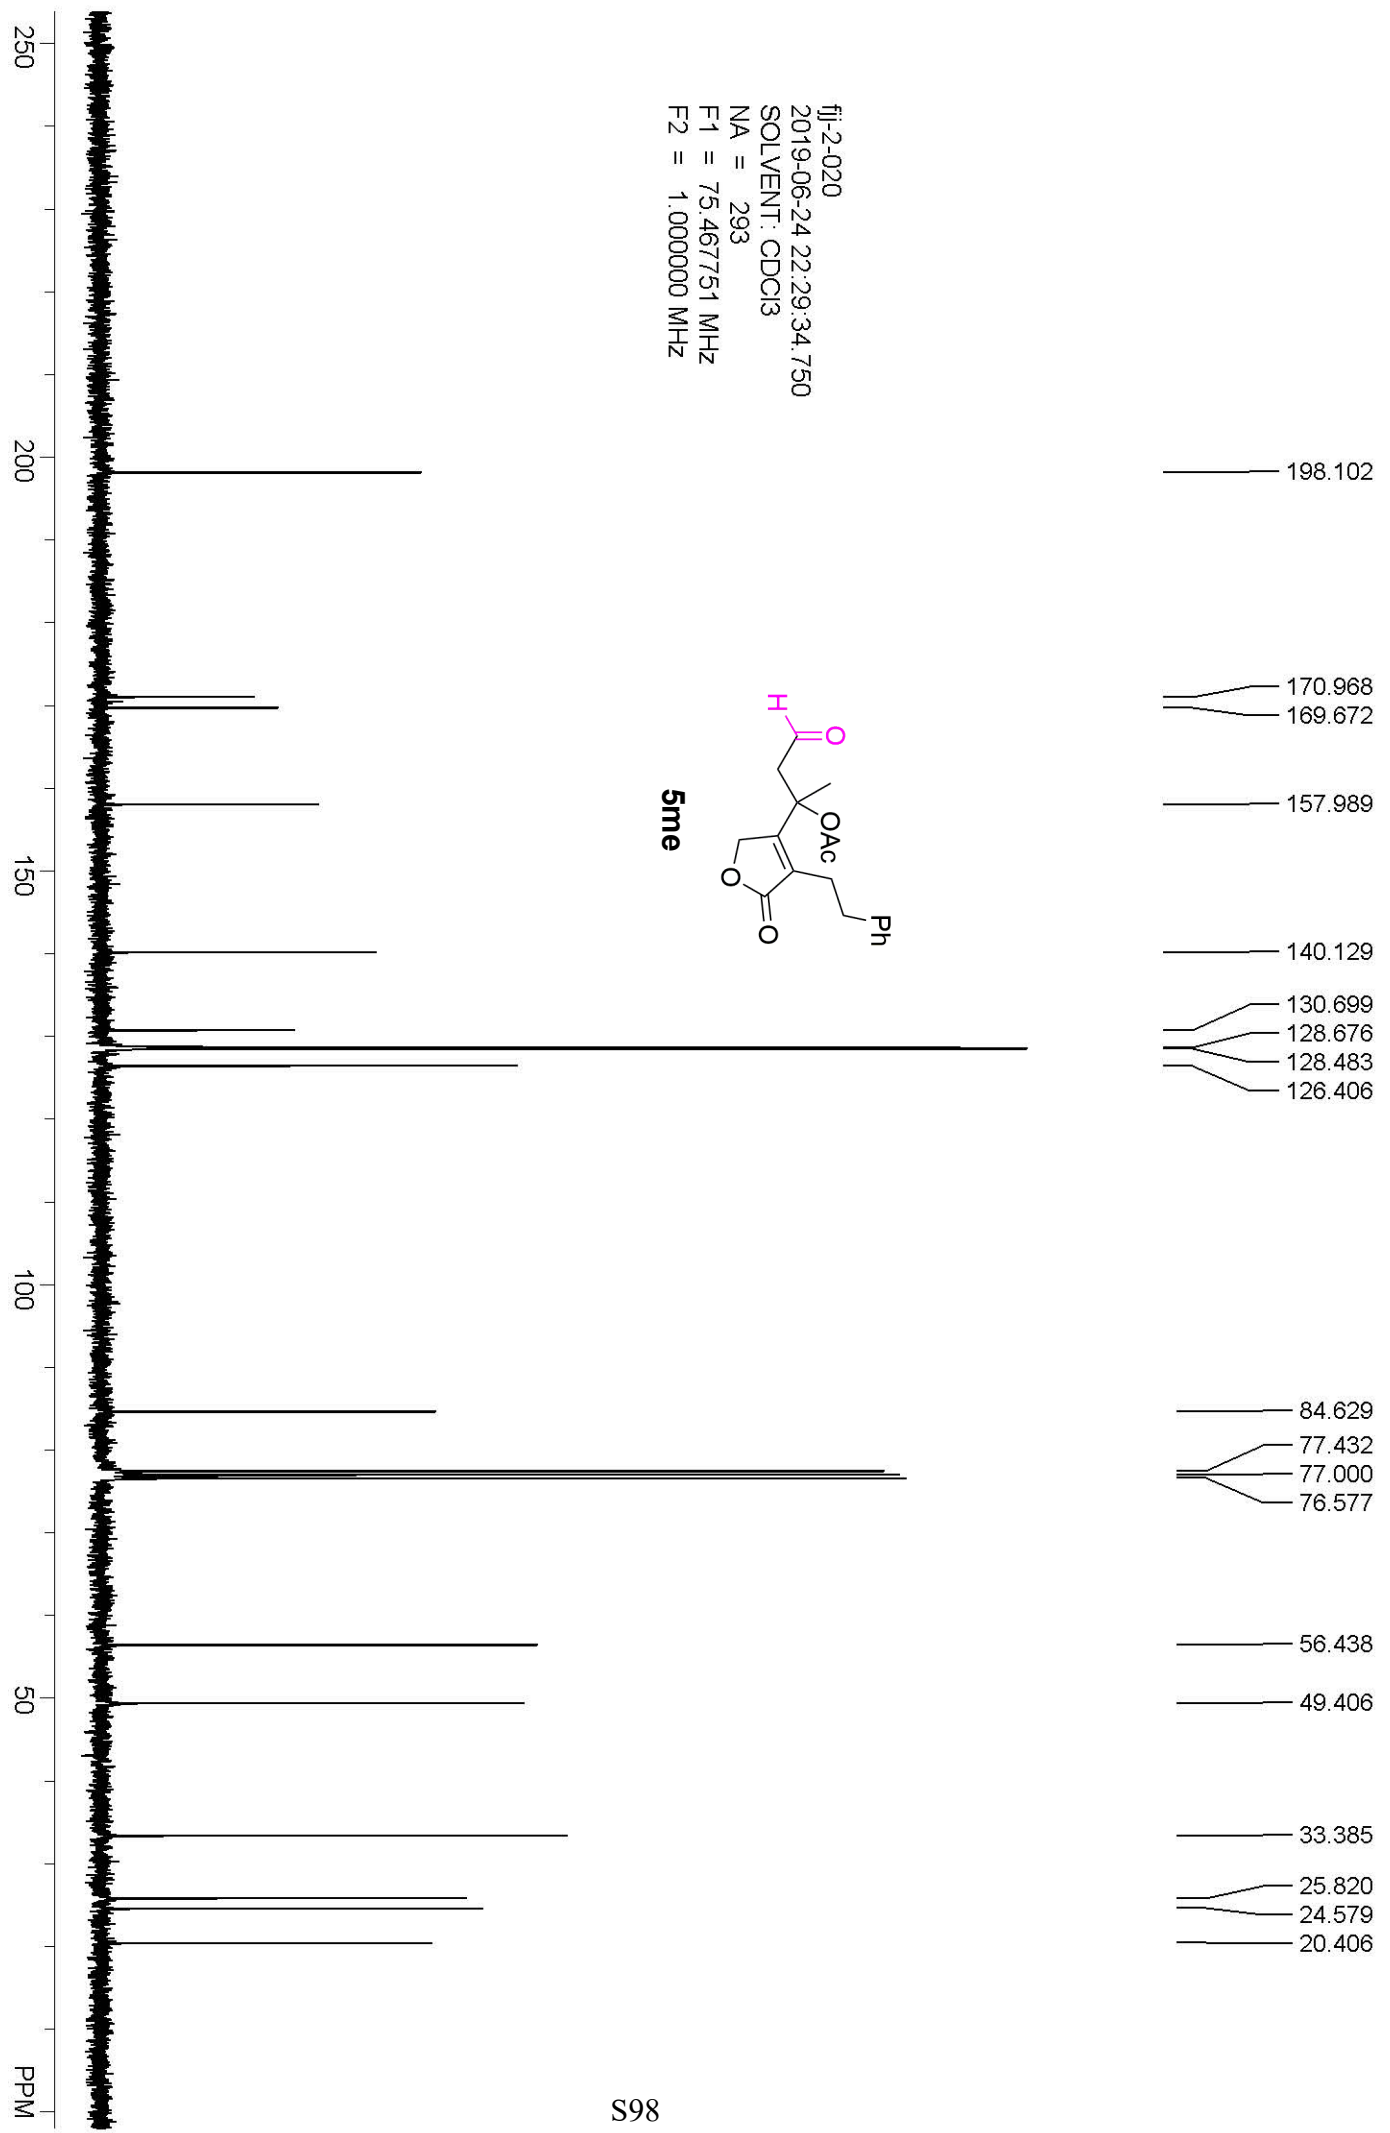 fjj-2-020
2019-06-24 22:29:34.750
SOLVENT: CDCl3
NA = 293
F1 = 75.467751 MHz
F2 = 1.000000 MHz
198.102
170.968
169.672
157.989
140.129
130.699
128.676
128.483
126.406
84.629
77.432
77.000
76.577
56.438
49.406
33.385
25.820
24.579
20.406
H
O
OAc
Ph
O
O
5me
250
200
150
100
50
PPM
S98